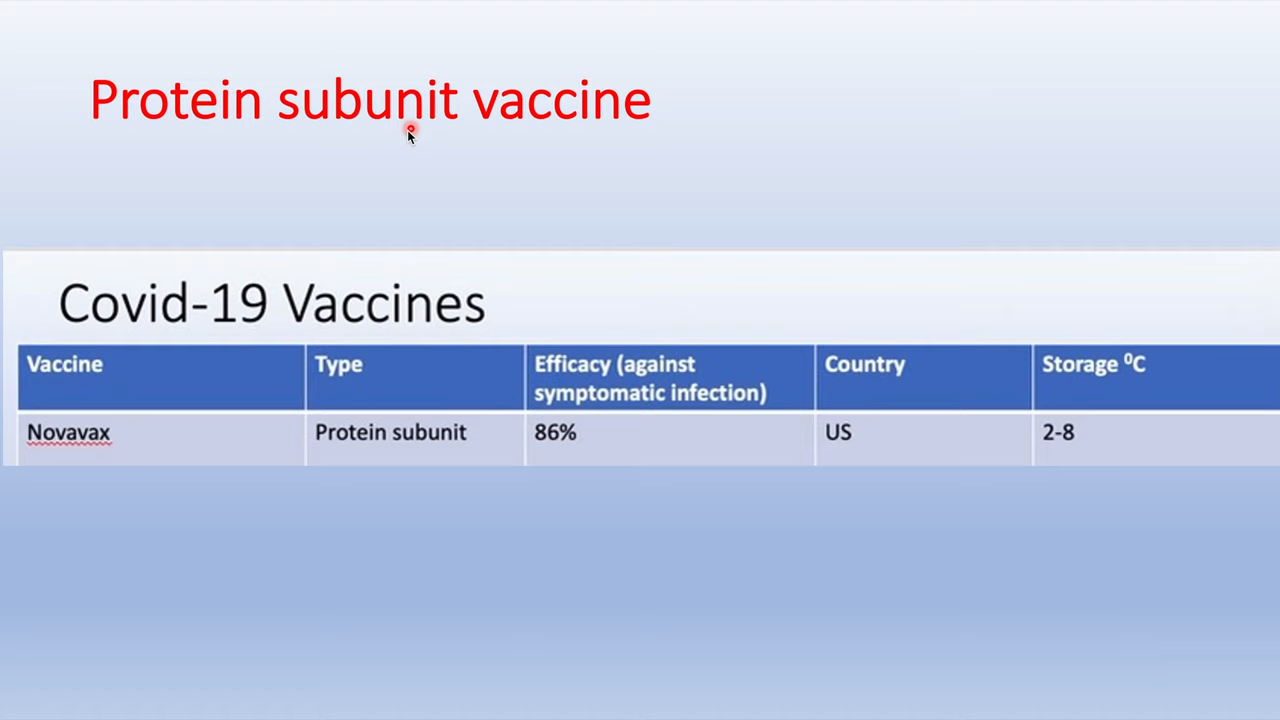 Protein subunit vaccine
Covid-19 Vaccines
Vaccine Type Efficacy (against symptomatic infection) Country Storage ⁰C
Novavax Protein subunit 86% US 2-8